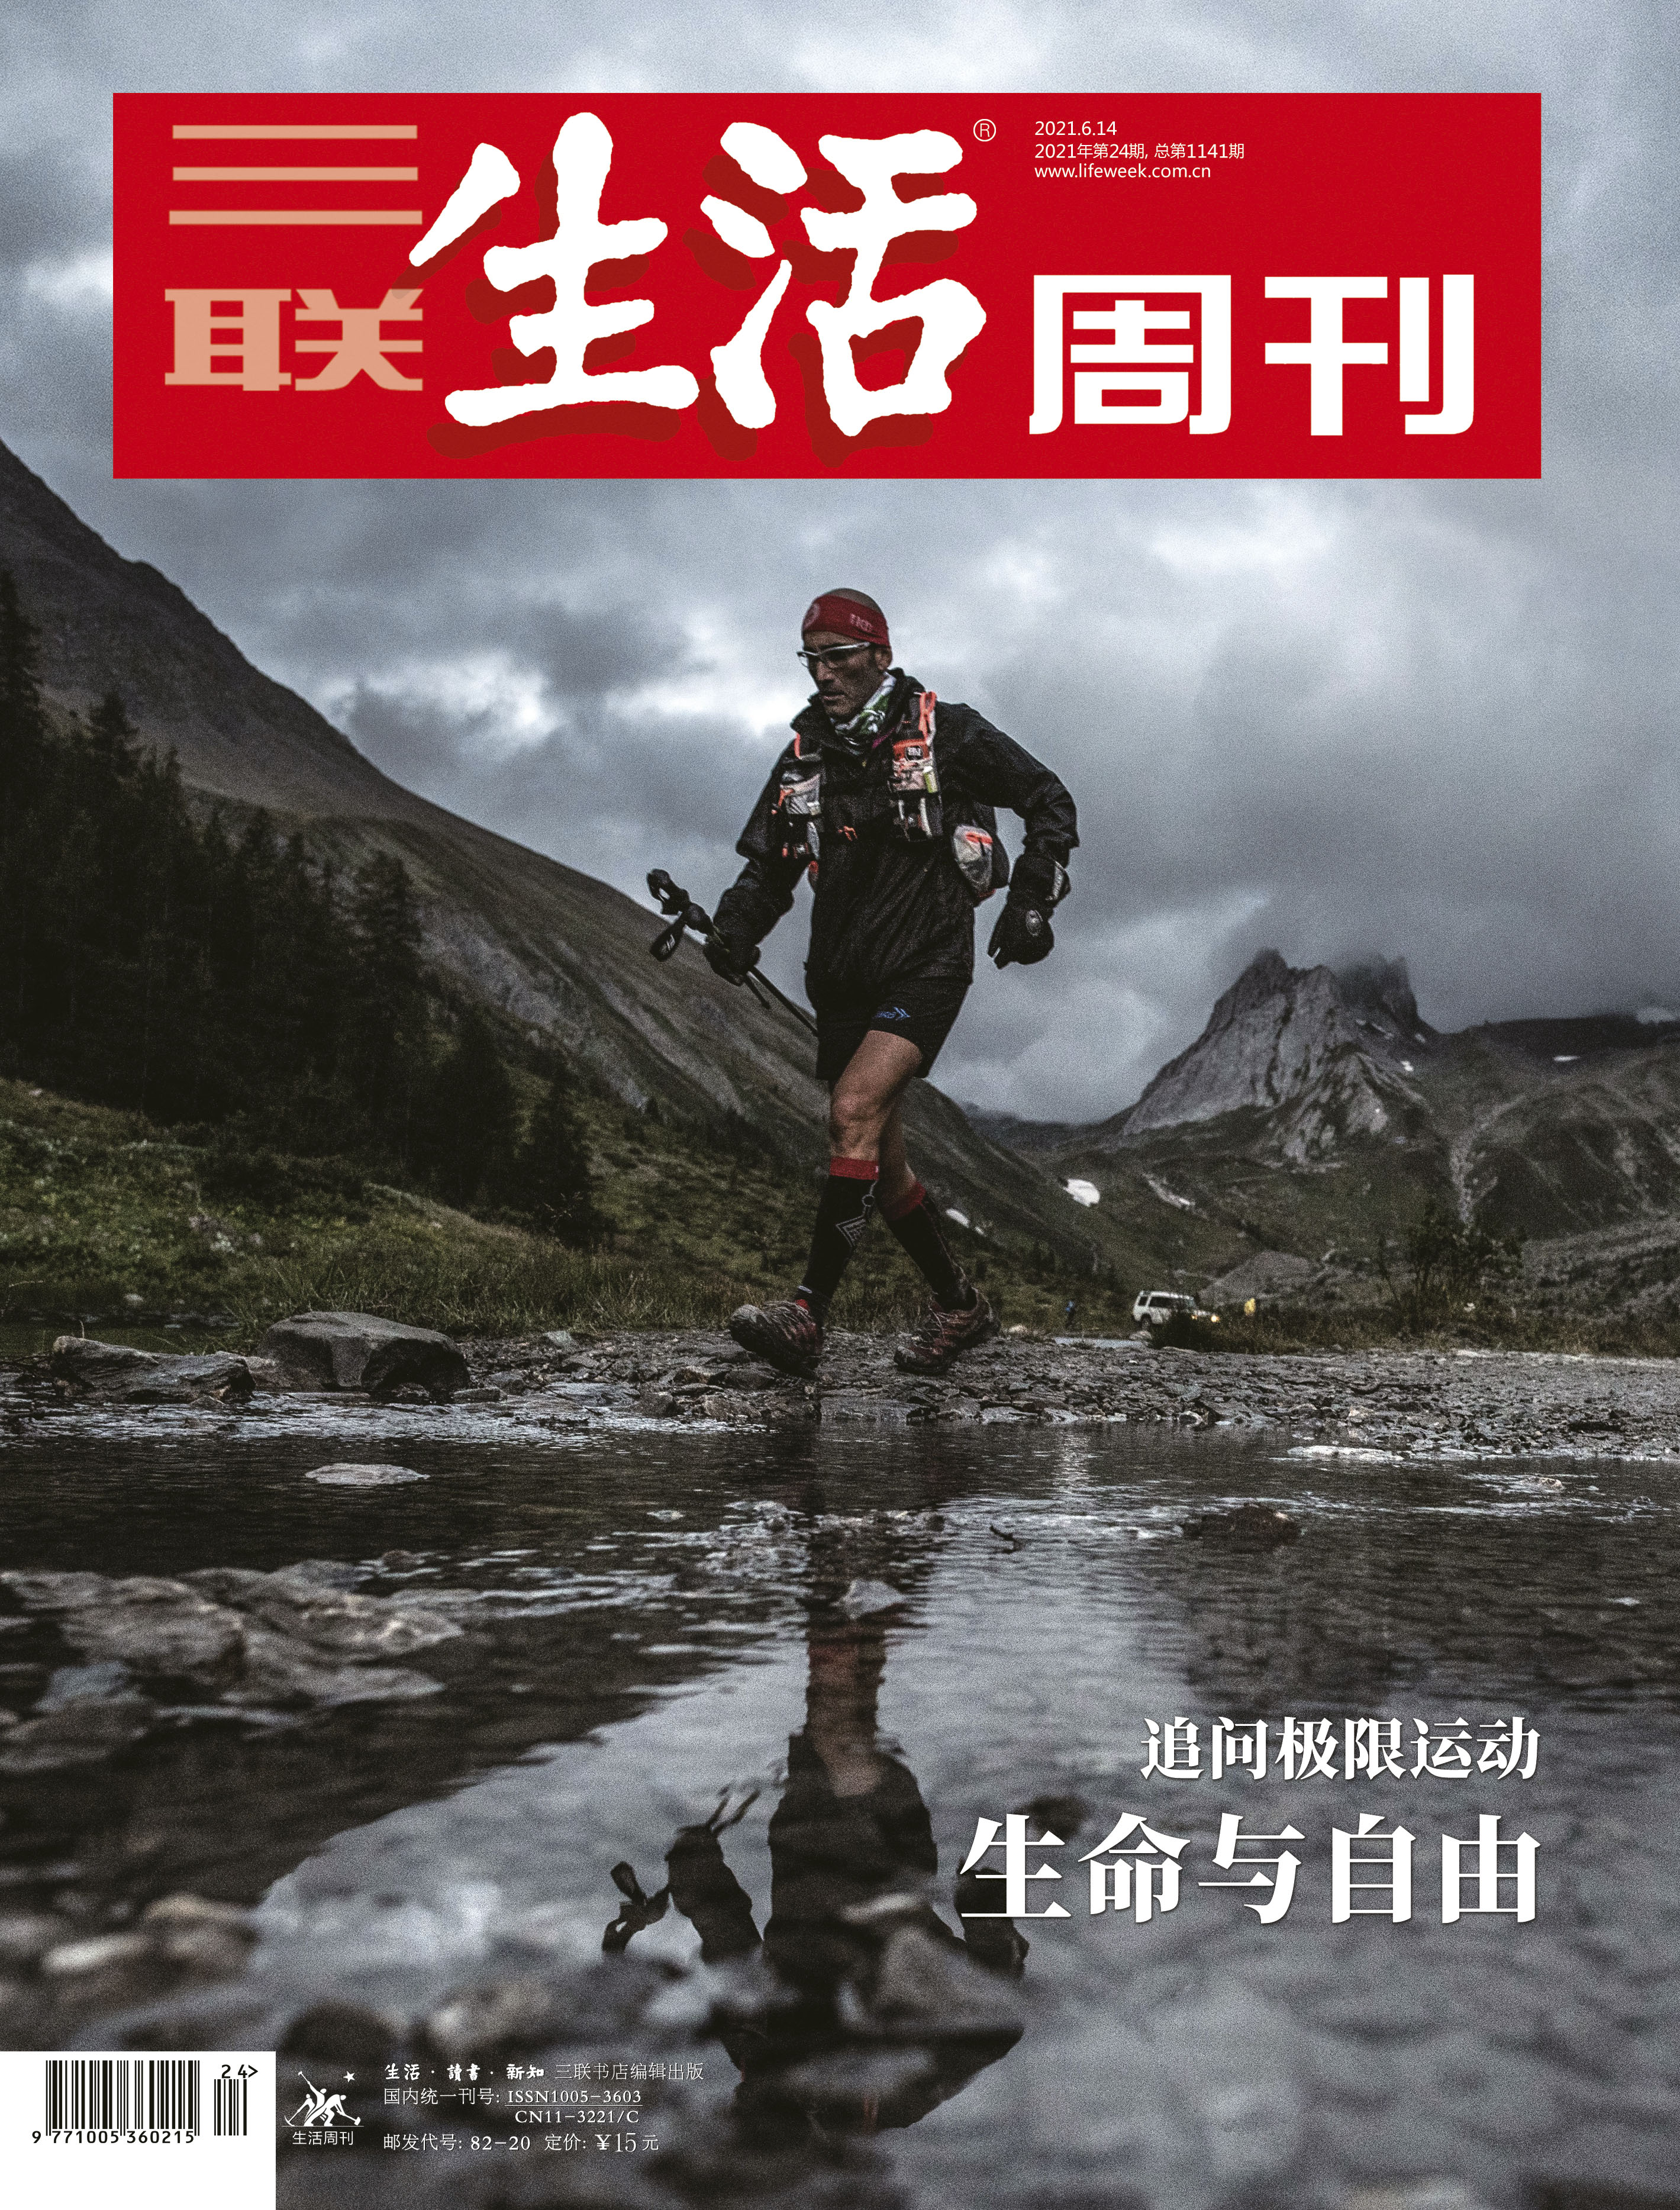 三联生活周刊
®
2021.6.14
2021年第24期, 总第1141期
www.lifeweek.com.cn
追问极限运动
生命与自由
24>
9 771005 360215
生活周刊
生活·讀書·新知 三联书店编辑出版
国内统一刊号: ISSN1005-3603
CN11-3221/C
邮发代号: 82-20 定价: ¥15元